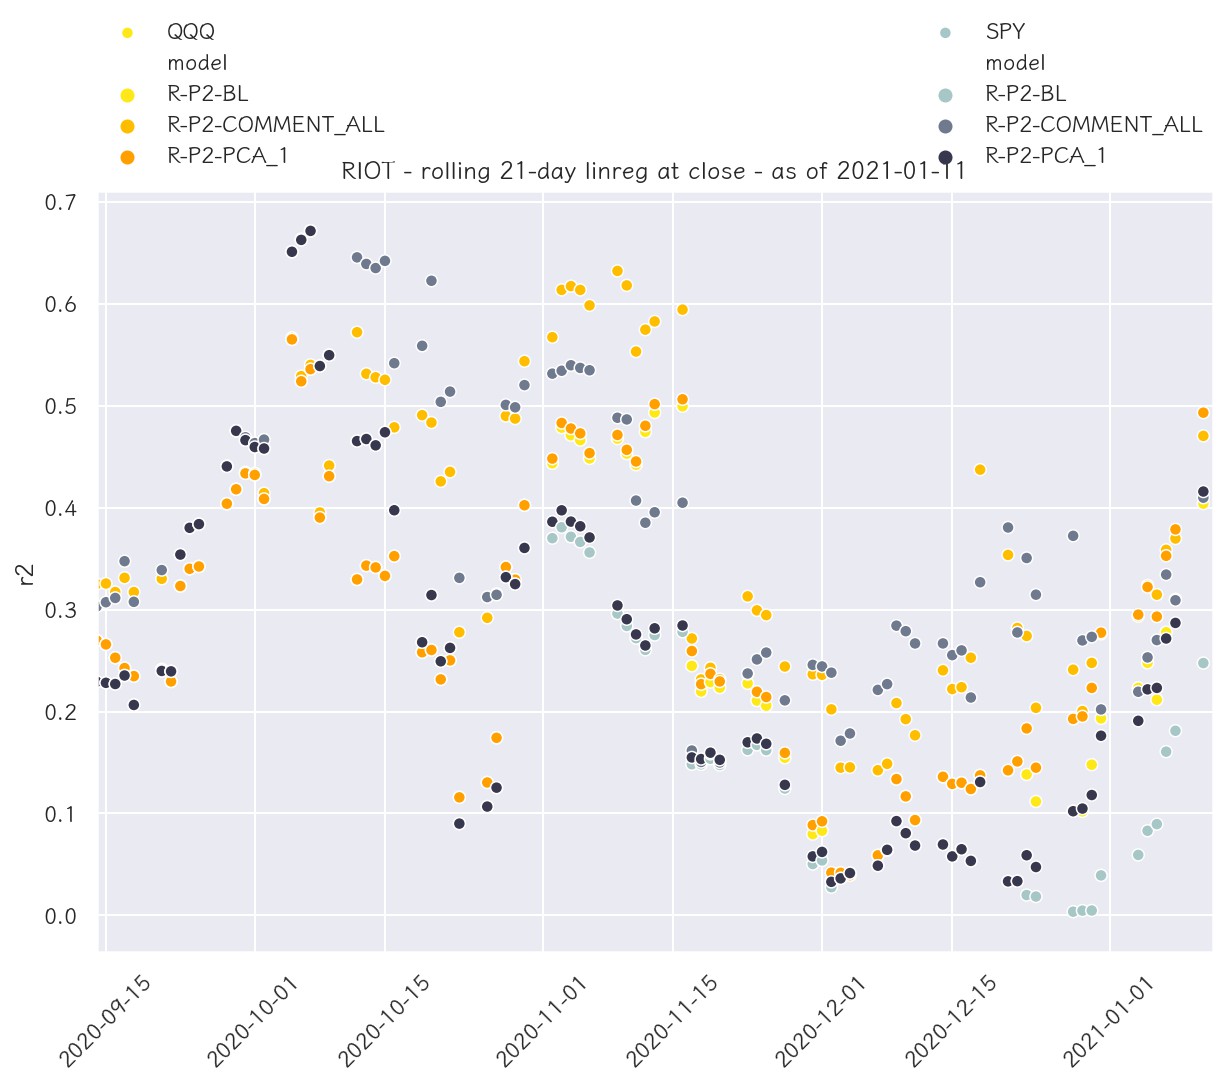 QQQ
model
R-P2-BL
R-P2-COMMENT_ALL
R-P2-PCA_1
SPY
model
R-P2-BL
R-P2-COMMENT_ALL
R-P2-PCA_1
RIOT - rolling 21-day linreg at close - as of 2021-01-11
0.7
0.6
0.5
0.4
0.3
0.2
0.1
0.0
r2
2020-09-15
2020-10-01
2020-10-15
2020-11-01
2020-11-15
2020-12-01
2020-12-15
2021-01-01